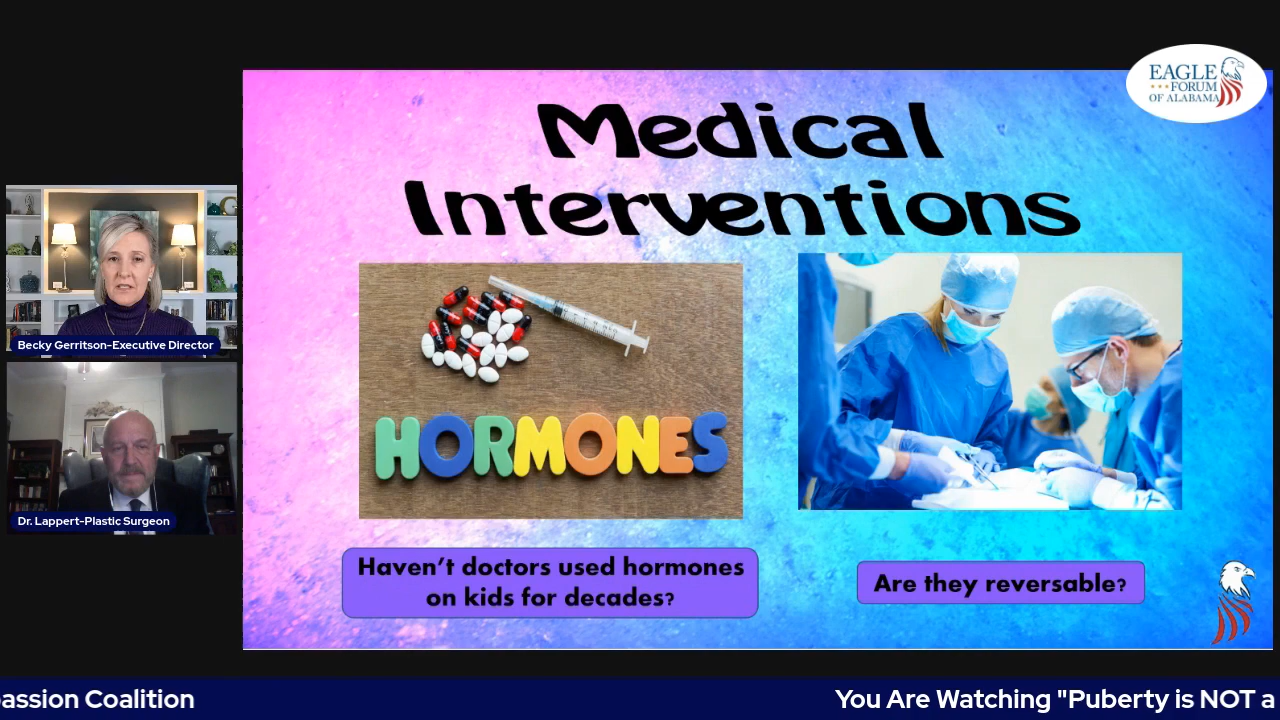 EAGLE
FORUM
OF ALABAMA
Medical
Interventions
HORMONES
Haven't doctors used hormones
on kids for decades?
Are they reversable?
Becky Gerritson-Executive Director
Dr. Lappert-Plastic Surgeon
passion Coalition
You Are Watching "Puberty is NOT a